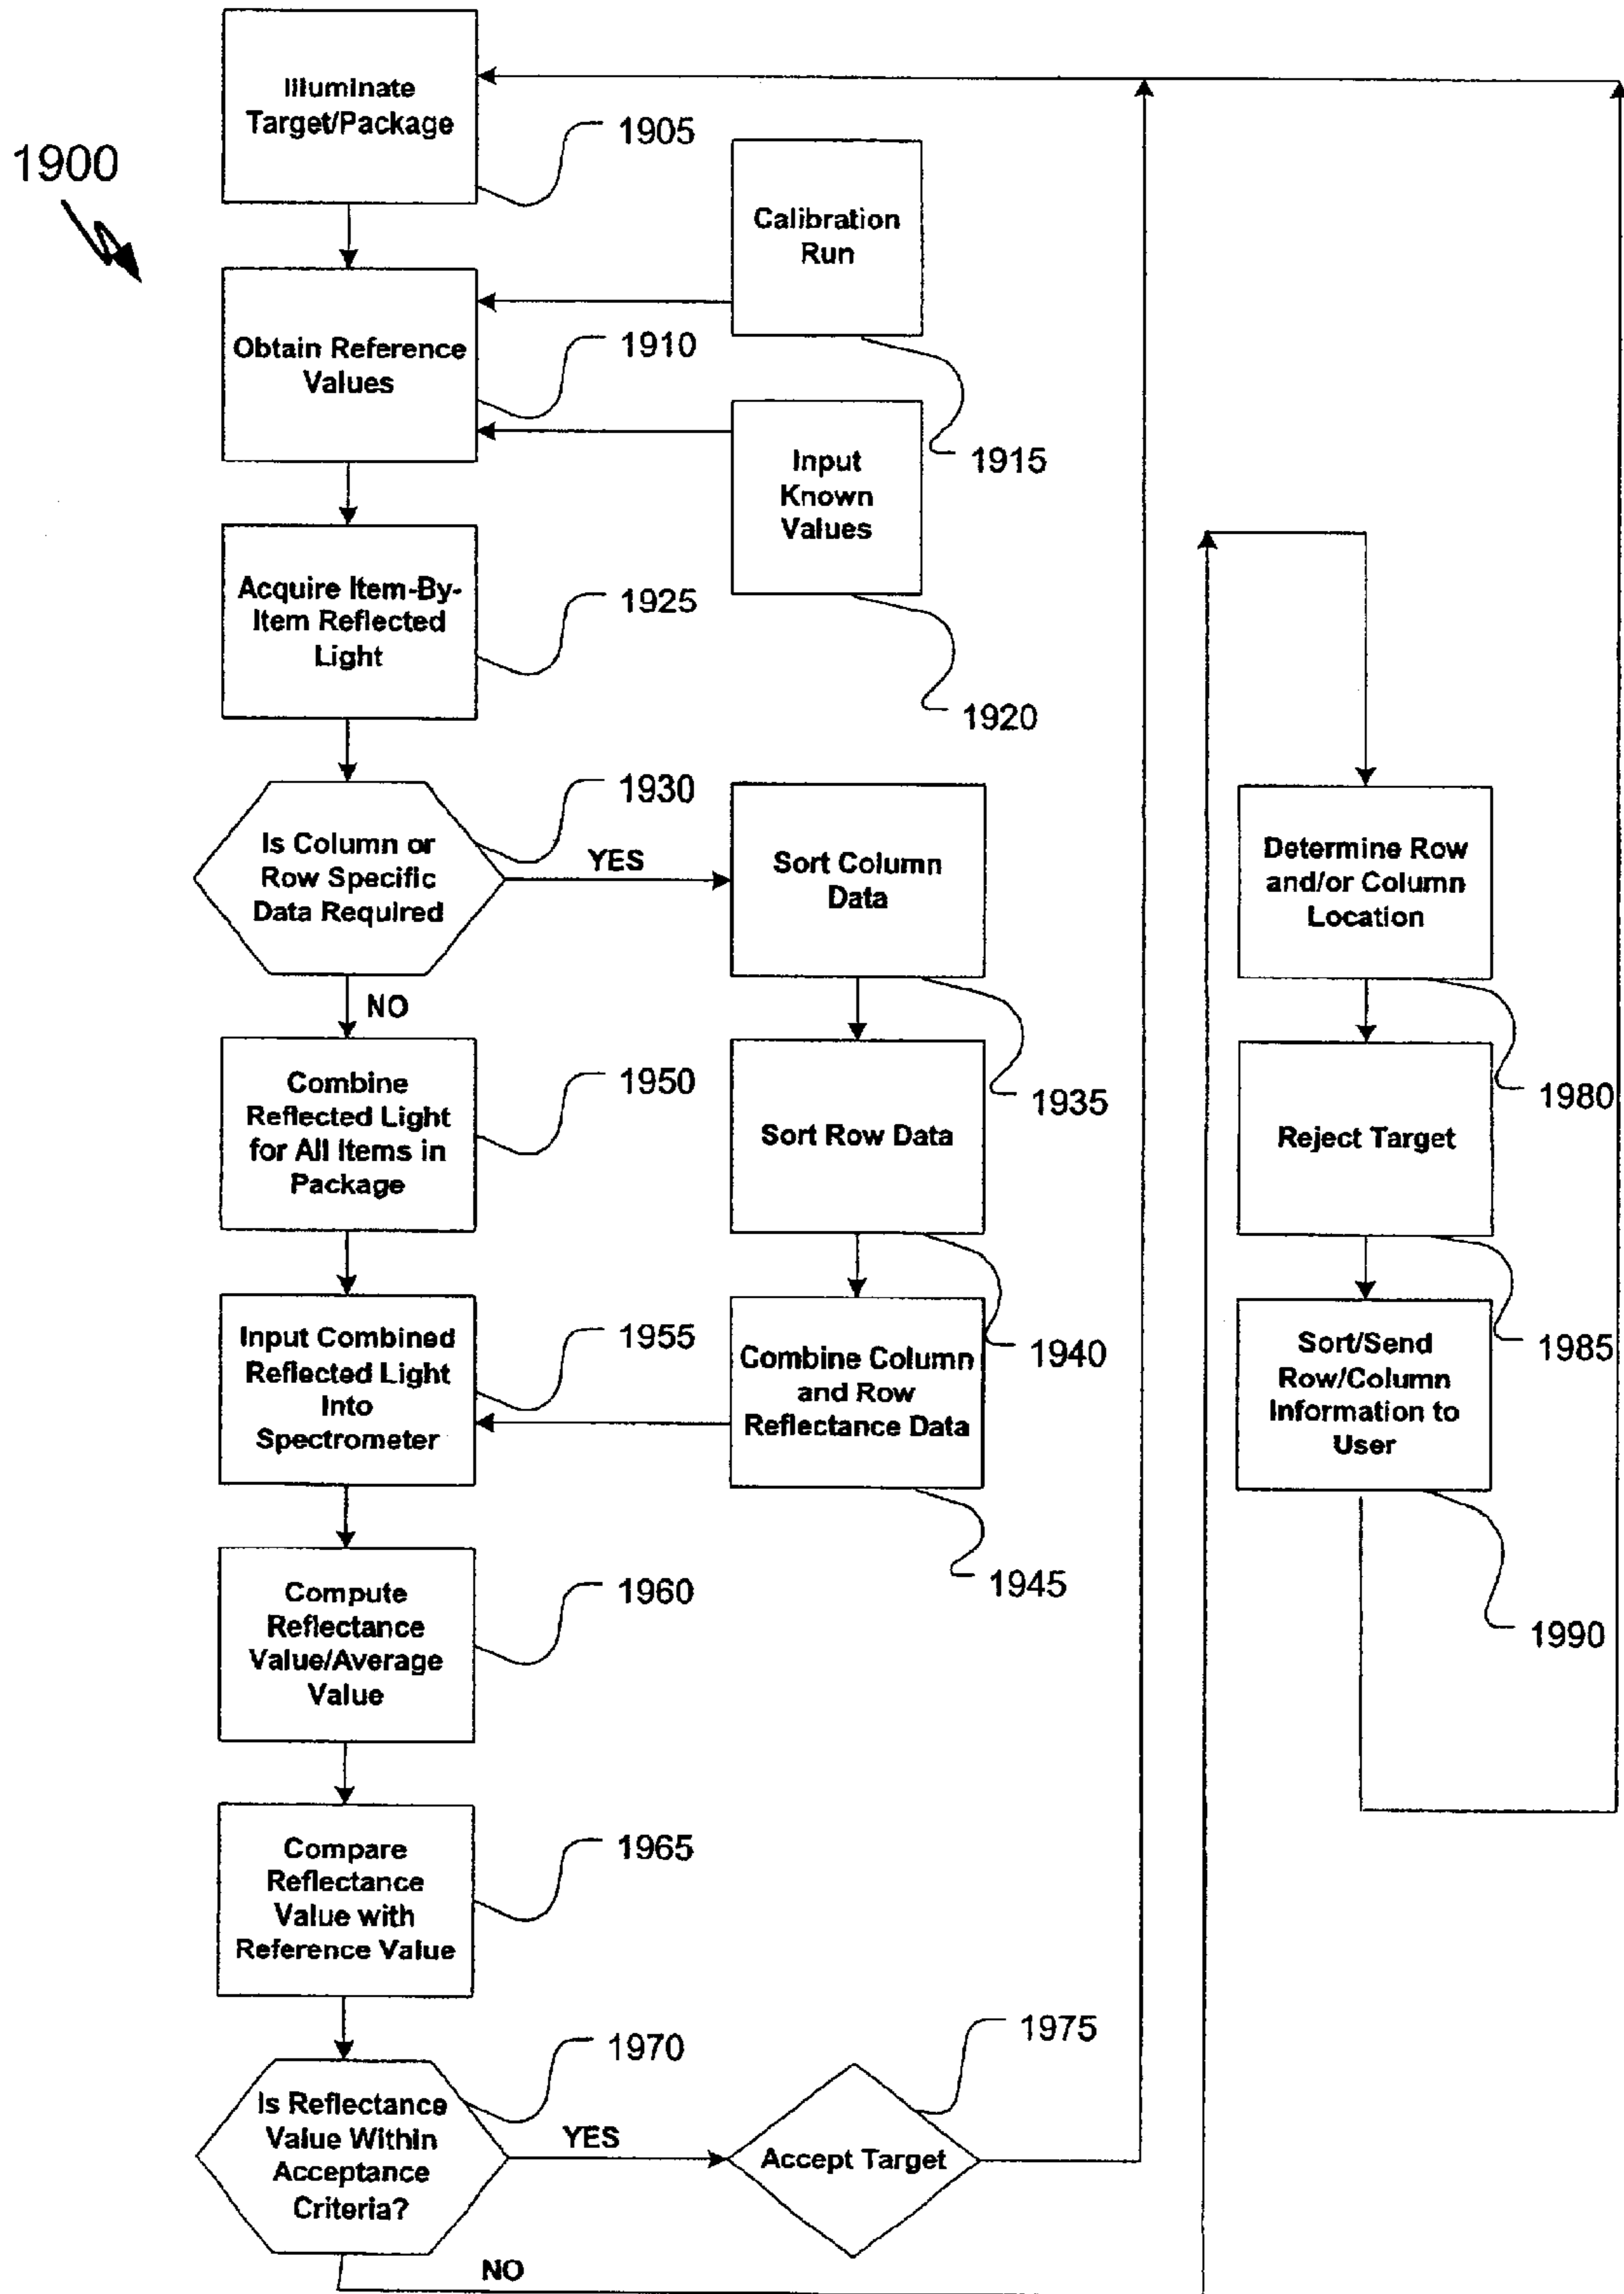 1900
Illuminate
Target/Package
1905
Calibration
Run
1915
Obtain Reference
Values
1910
Input
Known
Values
1920
Acquire Item-By-
Item Reflected
Light
1925
Is Column or
Row Specific
Data Required
1930
YES
NO
Sort Column
Data
1935
Sort Row Data
1940
Combine Column
and Row
Reflectance Data
1945
Combine
Reflected Light
for All Items in
Package
1950
Input Combined
Reflected Light
Into
Spectrometer
1955
Compute
Reflectance
Value/Average
Value
1960
Compare
Reflectance
Value with
Reference Value
1965
Is Reflectance
Value Within
Acceptance
Criteria?
1970
YES
NO
Accept Target
1975
Determine Row
and/or Column
Location
1980
Reject Target
1985
Sort/Send
Row/Column
Information to
User
1990